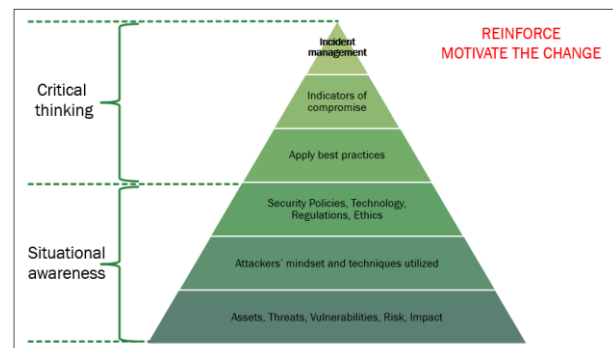 REINFORCE
MOTIVATE THE CHANGE
Incident
management
Critical
thinking
Indicators of
compromise
Apply best practices
Security Policies, Technology,
Regulations, Ethics
Situational
awareness
Attackers' mindset and techniques utilized
Assets, Threats, Vulnerabilities, Risk, Impact